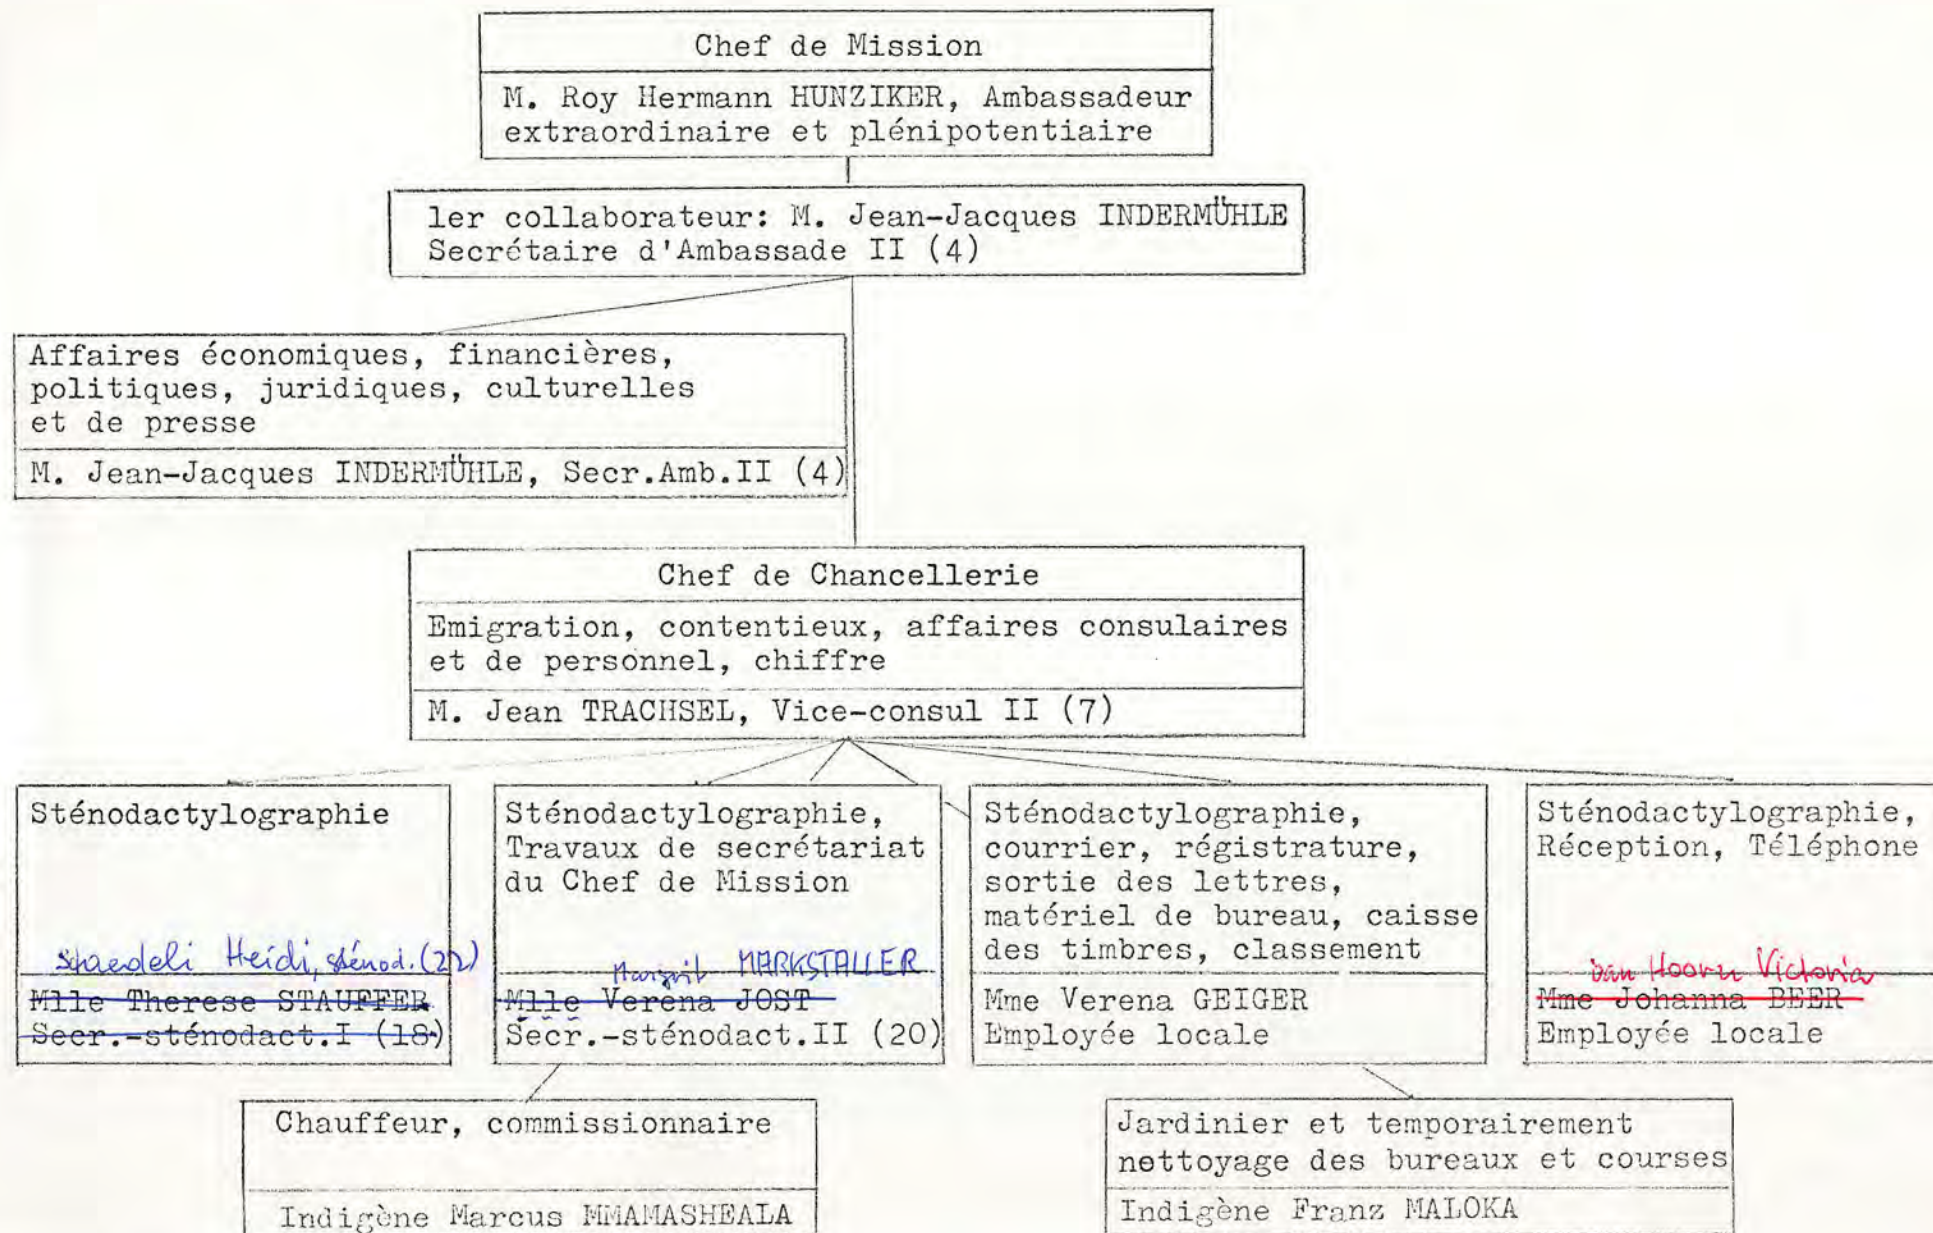 Chef de Mission
M. Roy Hermann HUNZIKER, Ambassadeur
extraordinaire et plénipotentiaire
1er collaborateur: M. Jean-Jacques INDERMÜHLE
Secrétaire d'Ambassade II (4)
Affaires économiques, financières,
politiques, juridiques, culturelles
et de presse
M. Jean-Jacques INDERMÜHLE, Secr.Amb.II (4)
Chef de Chancellerie
Emigration, contentieux, affaires consulaires
et de personnel, chiffre
M. Jean TRACHSEL, Vice-consul II (7)
Sténodactylographie
Schaedeli Heidi, sténod. (22)
Mlle Therese STAUFFER
Secr.-sténodact.I (18)
Sténodactylographie,
Travaux de secrétariat
du Chef de Mission
Margrit MARKSTALLER
Mlle Verena JOST
Secr.-sténodact.II (20)
Sténodactylographie,
courrier, régistrature,
sortie des lettres,
matériel de bureau, caisse
des timbres, classement
Mme Verena GEIGER
Employée locale
Sténodactylographie,
Réception, Téléphone
van Hoorn Victoria
Mme Johanna BEER
Employée locale
Chauffeur, commissionnaire
Indigène Marcus MMAMASHEALA
Jardinier et temporairement
nettoyage des bureaux et courses
Indigène Franz MALOKA